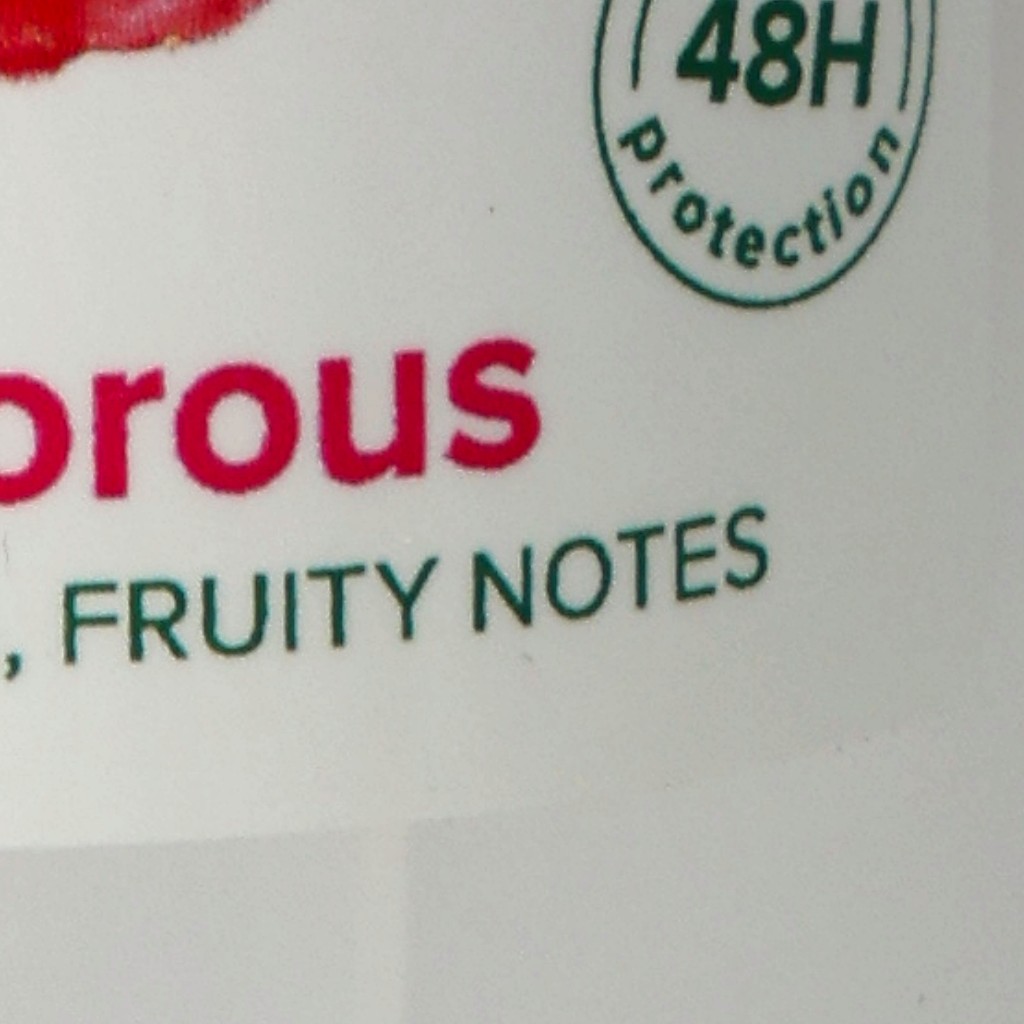 48H
protection
orous
, FRUITY NOTES